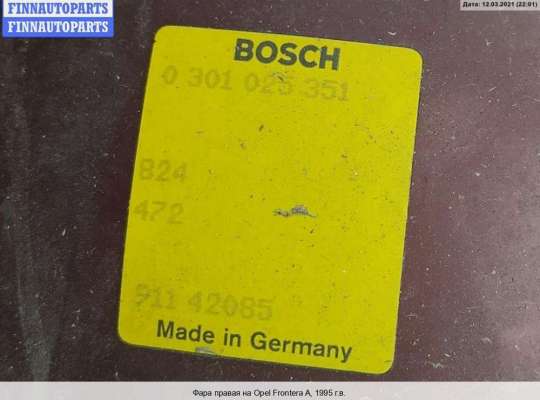 FINNAUTOPARTS
FINNAUTOPARTS
Дата: 12.03.2021 (22:01)
BOSCH
0 301 025 351
824
472
911 42085
Made in Germany
Фара правая на Opel Frontera A, 1995 г.в.